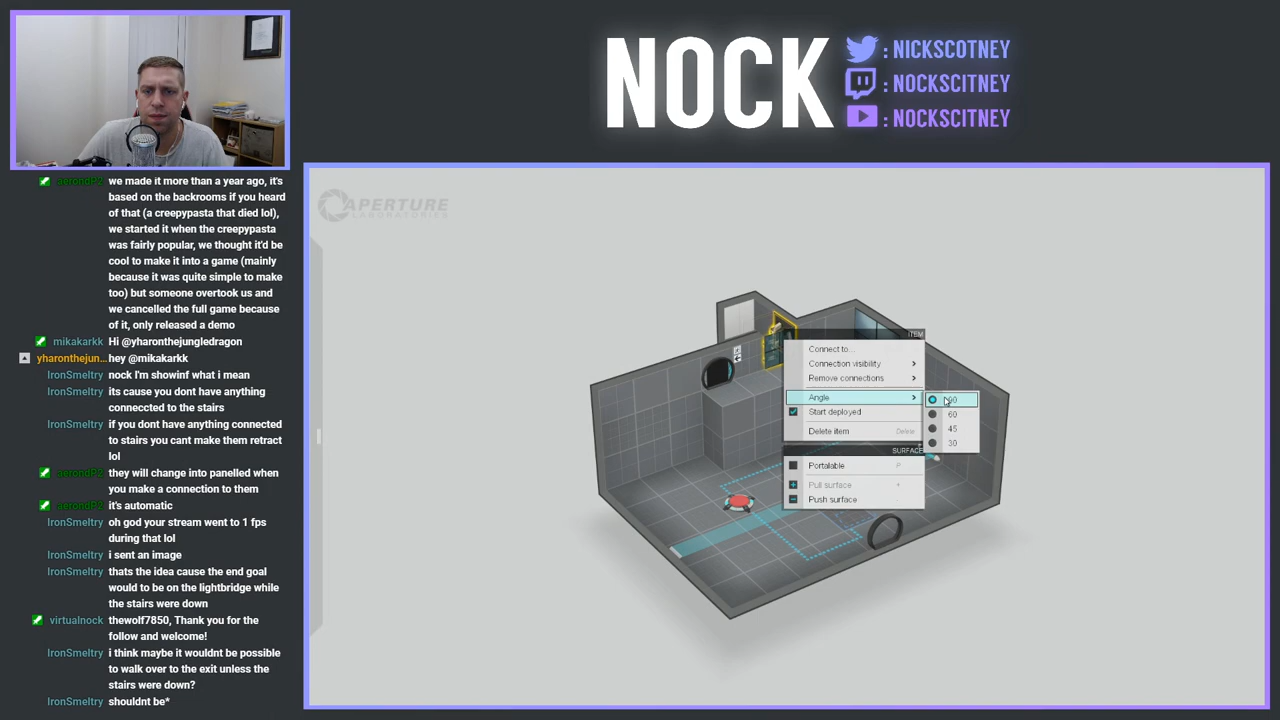 NOCK
: NICKSCOTNEY
: NOCKSCITNEY
: NOCKSCITNEY
aerondP2 we made it more than a year ago, it's
based on the backrooms if you heard
of that (a creepypasta that died lol),
we started it when the creepypasta
was fairly popular, we thought it'd be
cool to make it into a game (mainly
because it was quite simple to make
too) but someone overtook us and
we cancelled the full game because
of it, only released a demo
mikakarkk Hi @yharonthejungledragon
yharonthejun... hey @mikakarkk
IronSmeltry nock I'm showinf what i mean
IronSmeltry its cause you dont have anything
conneccted to the stairs
IronSmeltry if you dont have anything connected
to stairs you cant make them retract
lol
aerondP2 they will change into panelled when
you make a connection to them
aerondP2 it's automatic
IronSmeltry oh god your stream went to 1 fps
during that lol
IronSmeltry i sent an image
IronSmeltry thats the idea cause the end goal
would to be on the lightbridge while
the stairs were down
virtualnock thewolf7850, Thank you for the
follow and welcome!
IronSmeltry i think maybe it wouldnt be possible
to walk over to the exit unless the
stairs were down?
IronSmeltry shouldnt be*
APERTURE
LABORATORIES
ITEM
Connect to...
Connection visibility
Remove connections
Angle
90
60
45
30
Start deployed
Delete item Delete
SURFACE
Portalable P
Pull surface +
Push surface -